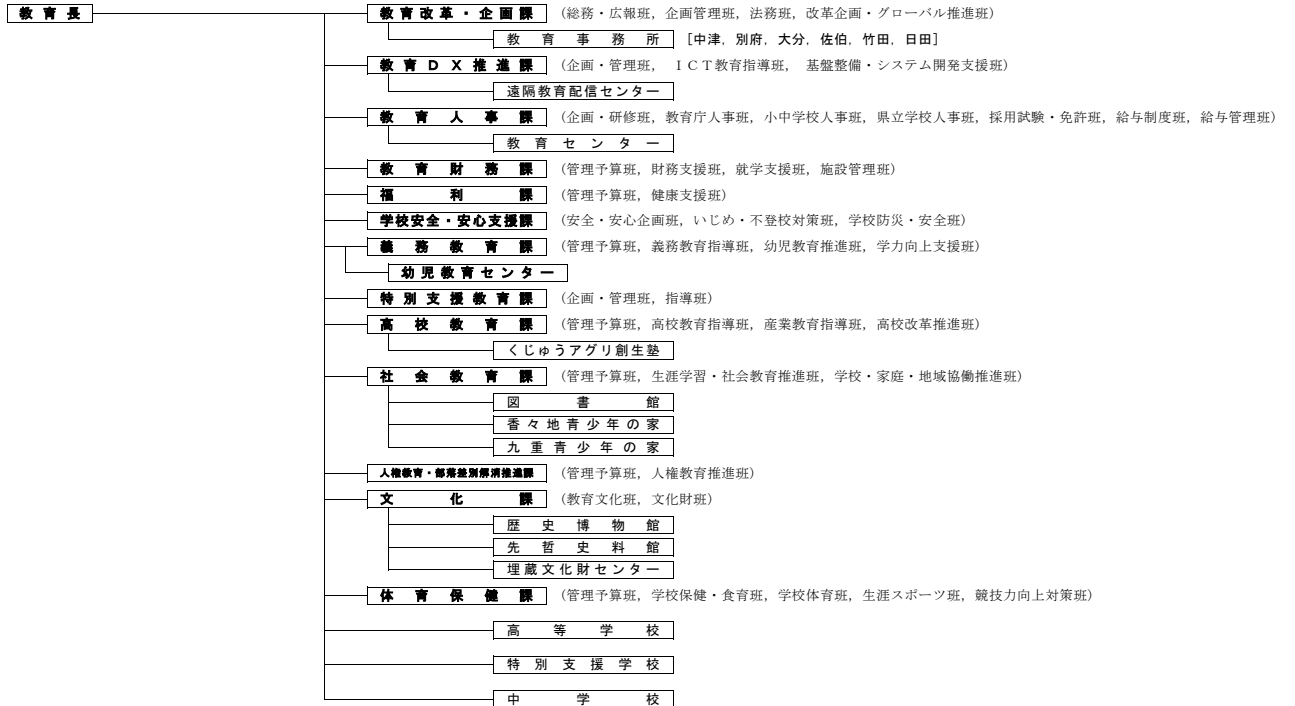 教育長
教育改革・企画課 (総務・広報班, 企画管理班, 法務班, 改革企画・グローバル推進班)
教育事務所 [中津, 別府, 大分, 佐伯, 竹田, 日田]
教育DX推進課 (企画・管理班, ICT教育指導班, 基盤整備・システム開発支援班)
遠隔教育配信センター
教育人事課 (企画・研修班, 教育庁人事班, 小中学校人事班, 県立学校人事班, 採用試験・免許班, 給与制度班, 給与管理班)
教育センター
教育財務課 (管理予算班, 財務支援班, 就学支援班, 施設管理班)
福利課 (管理予算班, 健康支援班)
学校安全・安心支援課 (安全・安心企画班, いじめ・不登校対策班, 学校防災・安全班)
義務教育課 (管理予算班, 義務教育指導班, 幼児教育推進班, 学力向上支援班)
幼児教育センター
特別支援教育課 (企画・管理班, 指導班)
高校教育課 (管理予算班, 高校教育指導班, 産業教育指導班, 高校改革推進班)
くじゅうアグリ創生塾
社会教育課 (管理予算班, 生涯学習・社会教育推進班, 学校・家庭・地域協働推進班)
図書館
香々地青少年の家
九重青少年の家
人権教育・部落差別解消推進課 (管理予算班, 人権教育推進班)
文化課 (教育文化班, 文化財班)
歴史博物館
先哲史料館
埋蔵文化財センター
体育保健課 (管理予算班, 学校保健・食育班, 学校体育班, 生涯スポーツ班, 競技力向上対策班)
高等学校
特別支援学校
中学校